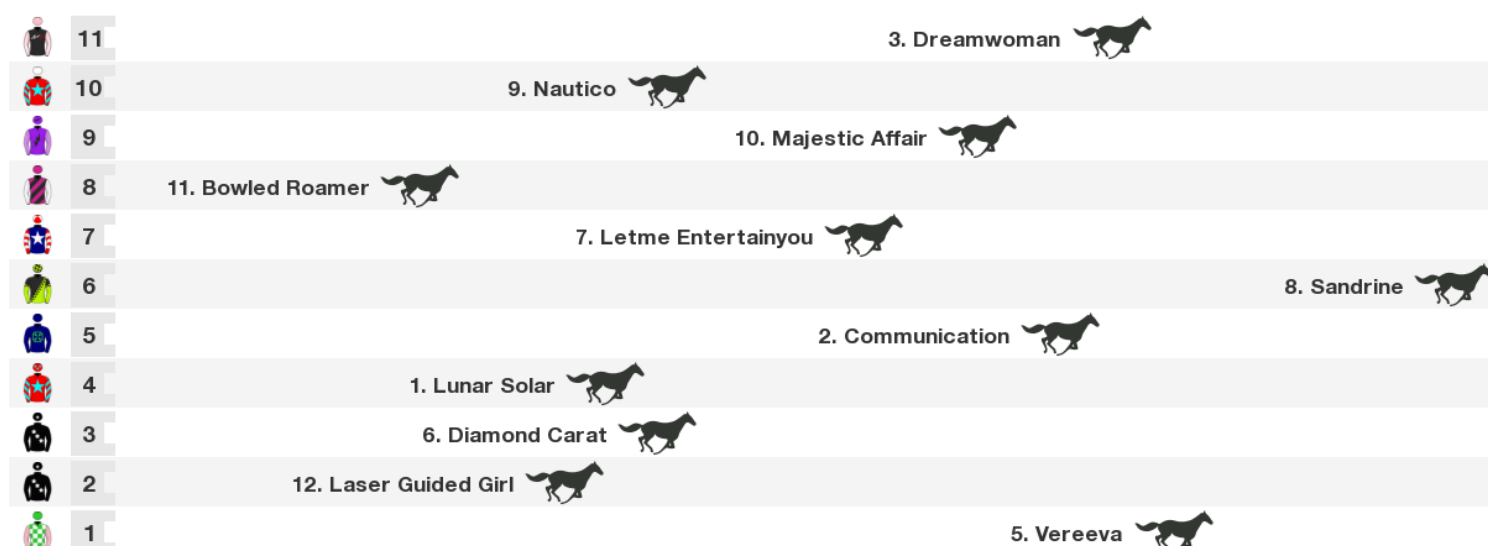 11 3. Dreamwoman
10 9. Nautico
9 10. Majestic Affair
8 11. Bowled Roamer
7 7. Letme Entertainyou
6 8. Sandrine
5 2. Communication
4 1. Lunar Solar
3 6. Diamond Carat
2 12. Laser Guided Girl
1 5. Vereeva